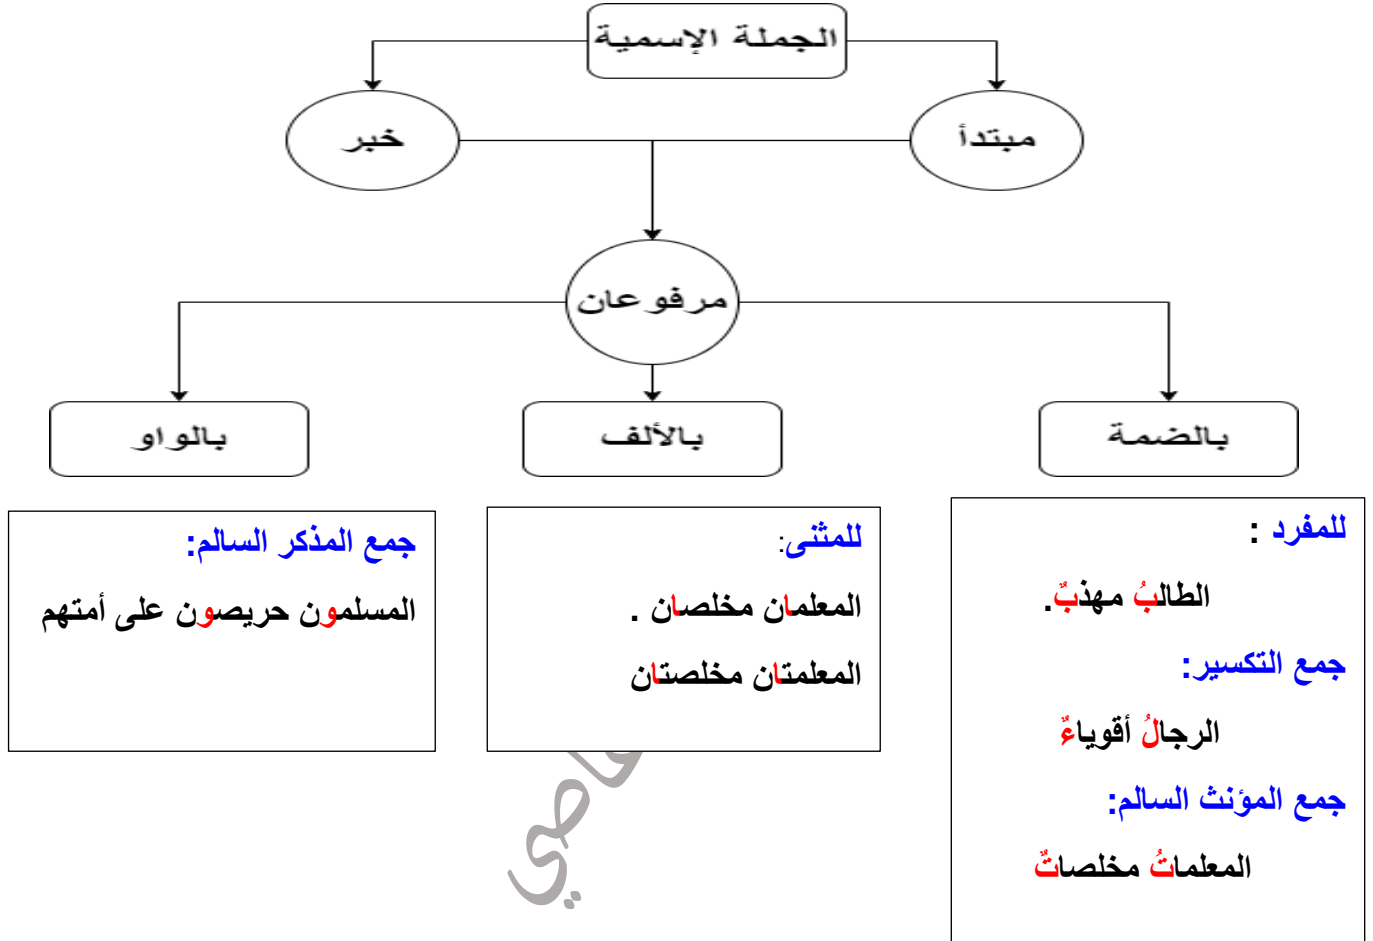 الجملة الإسمية
مبتدأ
خبر
مرفوعان
بالضمة
بالألف
بالواو
للمفرد :
الطالبُ مهذبٌ.
جمع التكسير:
الرجالُ أقوياءٌ
جمع المؤنث السالم:
المعلماتُ مخلصاتٌ
للمثنى:
المعلمان مخلصان .
المعلمتان مخلصتان
جمع المذكر السالم:
المسلمون حريصون على أمتهم